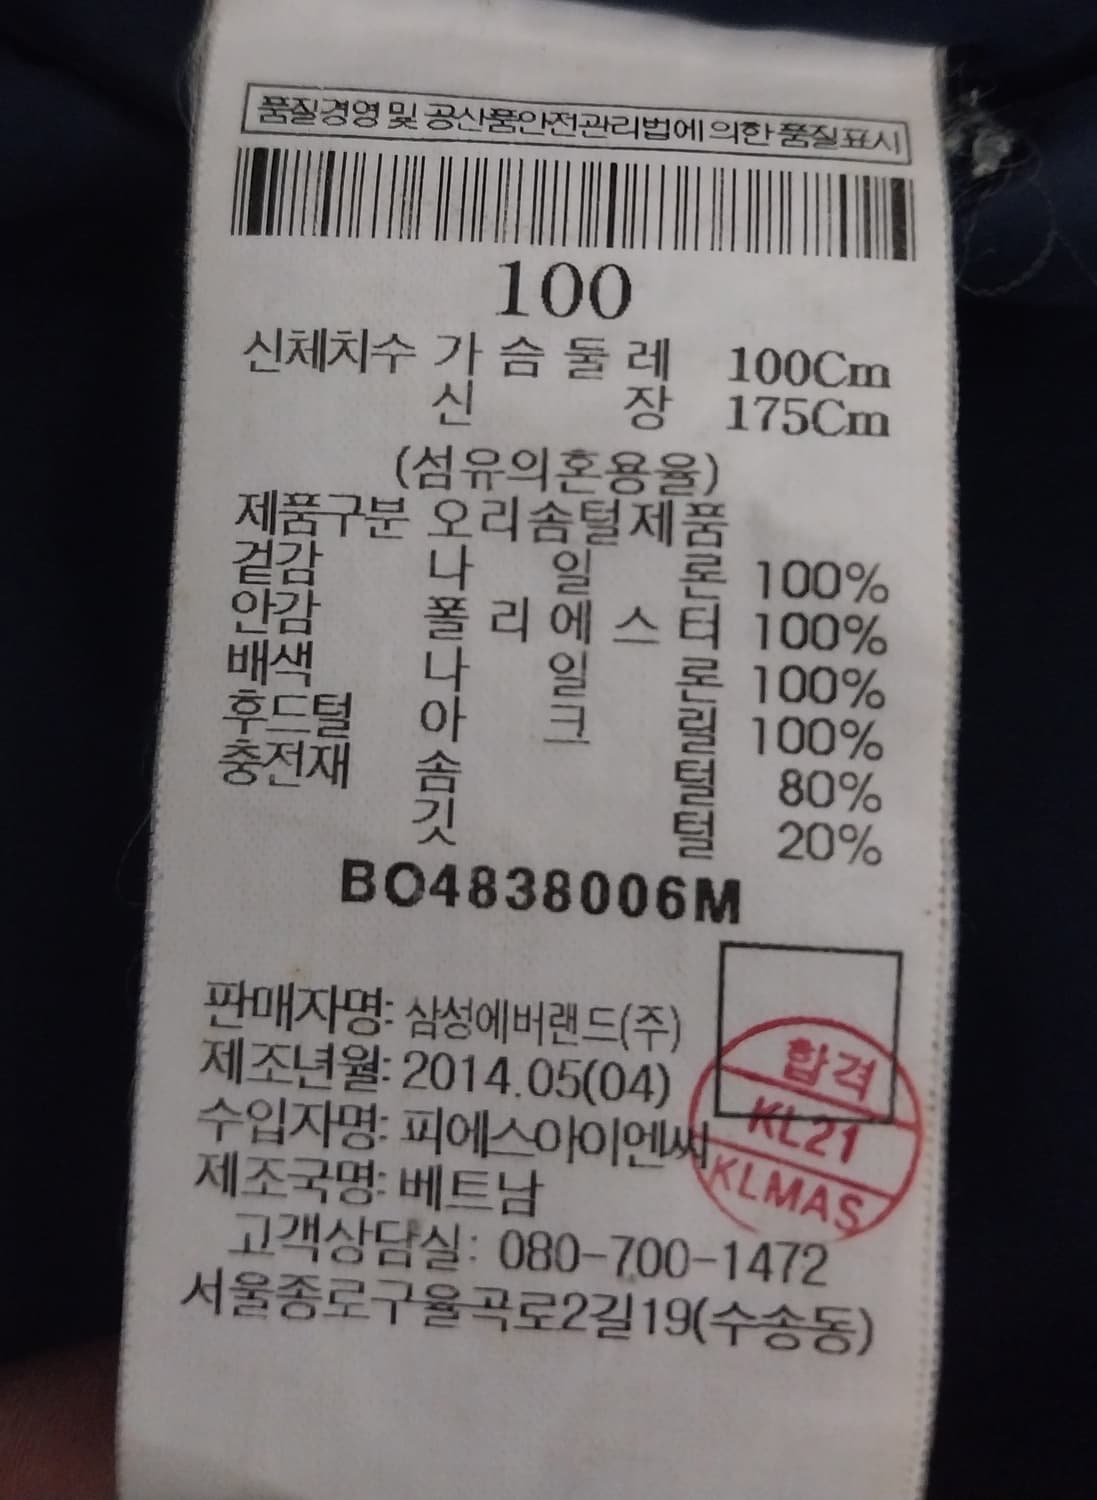 품질경영 및 공산품안전관리법에 의한 품질표시
100
신체치수 가 슴 둘 레 100Cm
신 장 175Cm
(섬유의혼용율)
제품구분 오리솜털제품
겉감 나 일 론 100%
안감 폴 리 에 스 터 100%
배색 나 일 론 100%
후드털 아 크 릴 100%
충전재 솜 털 80%
깃 털 20%
BO4838006M
판매자명: 삼성에버랜드(주)
제조년월: 2014.05(04)
수입자명: 피에스아이엔씨
제조국명: 베트남
고객상담실: 080-700-1472
서울종로구율곡로2길19(수송동)
합격
KL21
KLMAS